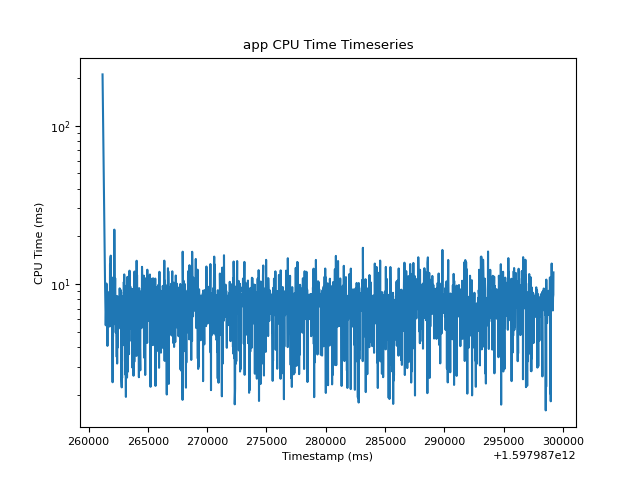 app CPU Time Timeseries
CPU Time (ms)
10²
10¹
260000 265000 270000 275000 280000 285000 290000 295000 300000
Timestamp (ms)
+1.597987e12